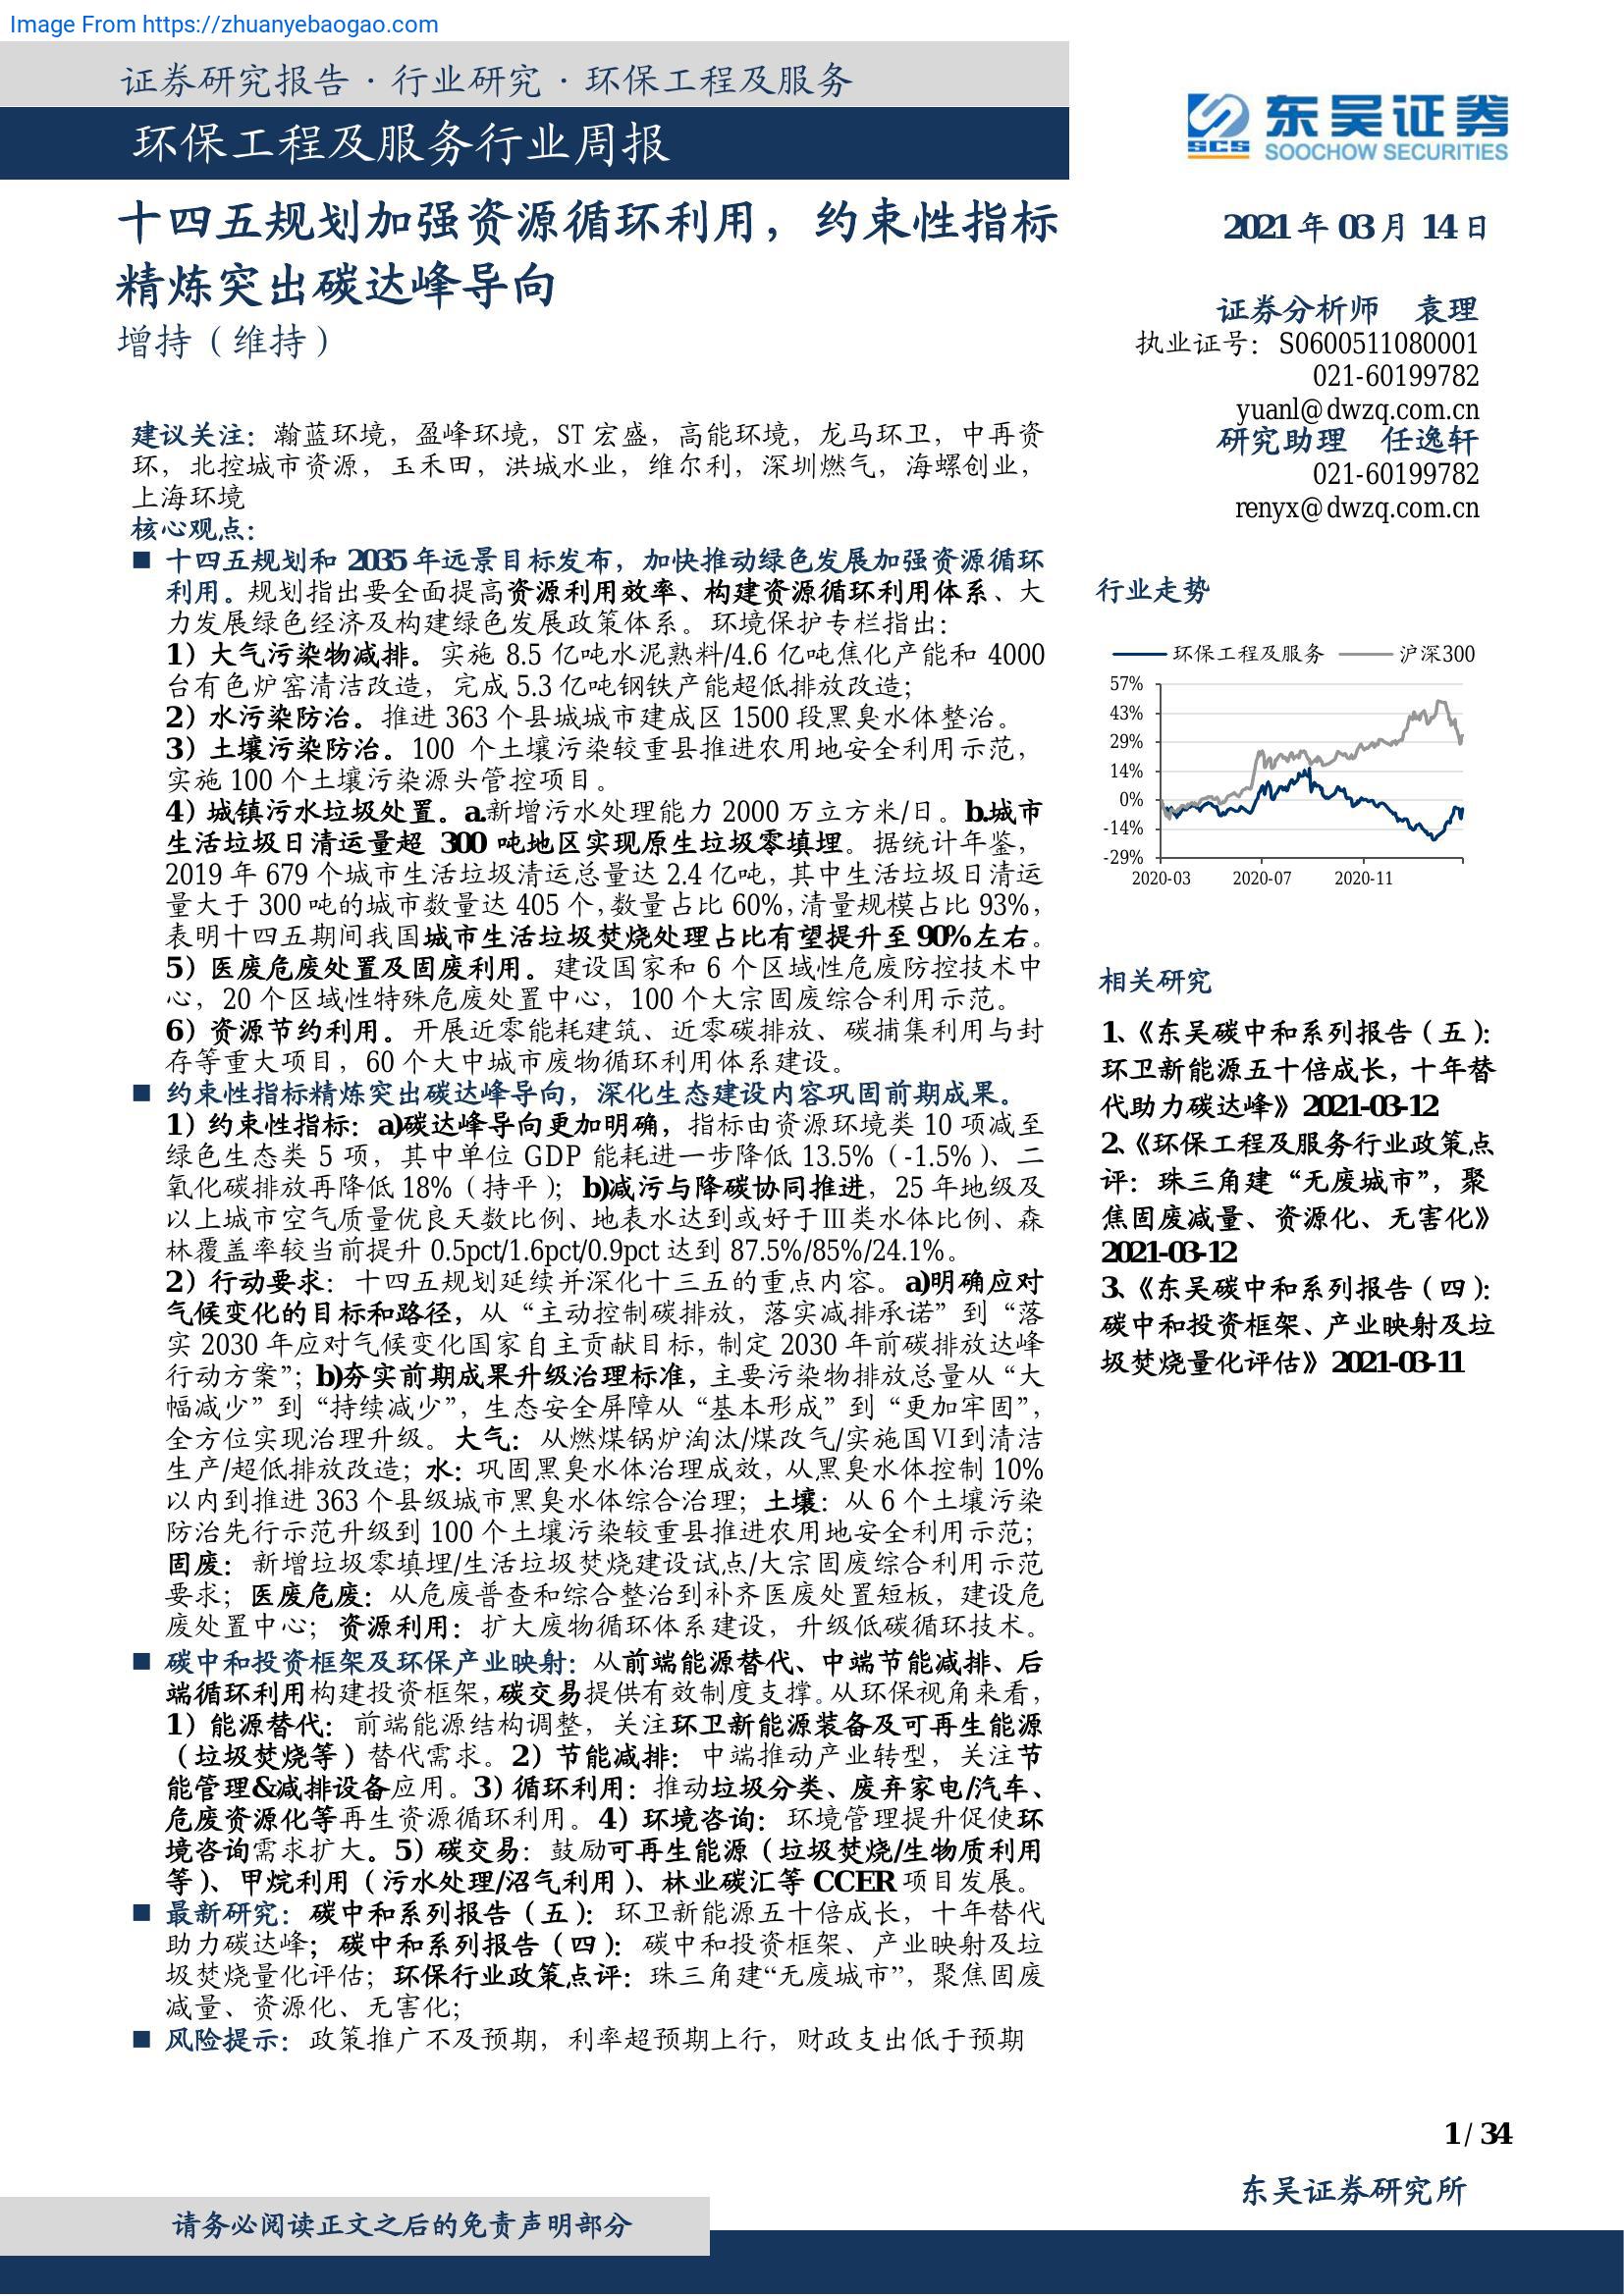 Image From https://zhuanyebaogao.com
证券研究报告·行业研究·环保工程及服务
环保工程及服务行业周报
东吴证券
SCS
SOOCHOW SECURITIES
十四五规划加强资源循环利用，约束性指标
精炼突出碳达峰导向
增持（维持）
2021 年 03 月 14 日
证券分析师 袁理
执业证号：S0600511080001
021-60199782
yuanl@dwzq.com.cn
研究助理 任逸轩
021-60199782
renyx@dwzq.com.cn
建议关注：瀚蓝环境，盈峰环境，ST 宏盛，高能环境，龙马环卫，中再资
环，北控城市资源，玉禾田，洪城水业，维尔利，深圳燃气，海螺创业，
上海环境
核心观点：
■ 十四五规划和 2035 年远景目标发布，加快推动绿色发展加强资源循环
利用。规划指出要全面提高资源利用效率、构建资源循环利用体系、大
力发展绿色经济及构建绿色发展政策体系。环境保护专栏指出：
1）大气污染物减排。实施 8.5 亿吨水泥熟料/4.6 亿吨焦化产能和 4000
台有色炉窑清洁改造，完成 5.3 亿吨钢铁产能超低排放改造；
2）水污染防治。推进 363 个县城城市建成区 1500 段黑臭水体整治。
3）土壤污染防治。100 个土壤污染较重县推进农用地安全利用示范，
实施 100 个土壤污染源头管控项目。
4）城镇污水垃圾处置。a.新增污水处理能力 2000 万立方米/日。b.城市
生活垃圾日清运量超 300 吨地区实现原生垃圾零填埋。据统计年鉴，
2019 年 679 个城市生活垃圾清运总量达 2.4 亿吨，其中生活垃圾日清运
量大于 300 吨的城市数量达 405 个，数量占比 60%，清量规模占比 93%，
表明十四五期间我国城市生活垃圾焚烧处理占比有望提升至 90%左右。
5）医废危废处置及固废利用。建设国家和 6 个区域性危废防控技术中
心，20 个区域性特殊危废处置中心，100 个大宗固废综合利用示范。
6）资源节约利用。开展近零能耗建筑、近零碳排放、碳捕集利用与封
存等重大项目，60 个大中城市废物循环利用体系建设。
■ 约束性指标精炼突出碳达峰导向，深化生态建设内容巩固前期成果。
1）约束性指标：a)碳达峰导向更加明确，指标由资源环境类 10 项减至
绿色生态类 5 项，其中单位 GDP 能耗进一步降低 13.5%（-1.5%）、二
氧化碳排放再降低 18%（持平）；b)减污与降碳协同推进，25 年地级及
以上城市空气质量优良天数比例、地表水达到或好于Ⅲ类水体比例、森
林覆盖率较当前提升 0.5pct/1.6pct/0.9pct 达到 87.5%/85%/24.1%。
2）行动要求：十四五规划延续并深化十三五的重点内容。a)明确应对
气候变化的目标和路径，从“主动控制碳排放，落实减排承诺”到“落
实 2030 年应对气候变化国家自主贡献目标，制定 2030 年前碳排放达峰
行动方案”；b)夯实前期成果升级治理标准，主要污染物排放总量从“大
幅减少”到“持续减少”，生态安全屏障从“基本形成”到“更加牢固”，
全方位实现治理升级。大气：从燃煤锅炉淘汰/煤改气/实施国Ⅵ到清洁
生产/超低排放改造；水：巩固黑臭水体治理成效，从黑臭水体控制 10%
以内到推进 363 个县级城市黑臭水体综合治理；土壤：从 6 个土壤污染
防治先行示范升级到 100 个土壤污染较重县推进农用地安全利用示范；
固废：新增垃圾零填埋/生活垃圾焚烧建设试点/大宗固废综合利用示范
要求；医废危废：从危废普查和综合整治到补齐医废处置短板，建设危
废处置中心；资源利用：扩大废物循环体系建设，升级低碳循环技术。
■ 碳中和投资框架及环保产业映射：从前端能源替代、中端节能减排、后
端循环利用构建投资框架，碳交易提供有效制度支撑。从环保视角来看，
1）能源替代：前端能源结构调整，关注环卫新能源装备及可再生能源
（垃圾焚烧等）替代需求。2）节能减排：中端推动产业转型，关注节
能管理&减排设备应用。3）循环利用：推动垃圾分类、废弃家电/汽车、
危废资源化等再生资源循环利用。4）环境咨询：环境管理提升促使环
境咨询需求扩大。5）碳交易：鼓励可再生能源（垃圾焚烧/生物质利用
等）、甲烷利用（污水处理/沼气利用）、林业碳汇等 CCER 项目发展。
■ 最新研究：碳中和系列报告（五）：环卫新能源五十倍成长，十年替代
助力碳达峰；碳中和系列报告（四）：碳中和投资框架、产业映射及垃
圾焚烧量化评估；环保行业政策点评：珠三角建“无废城市”，聚焦固废
减量、资源化、无害化；
■ 风险提示：政策推广不及预期，利率超预期上行，财政支出低于预期
行业走势
环保工程及服务 沪深300
57%
43%
29%
14%
0%
-14%
-29%
2020-03 2020-07 2020-11
相关研究
1、《东吴碳中和系列报告（五）：
环卫新能源五十倍成长，十年替
代助力碳达峰》2021-03-12
2、《环保工程及服务行业政策点
评：珠三角建“无废城市”，聚
焦固废减量、资源化、无害化》
2021-03-12
3、《东吴碳中和系列报告（四）：
碳中和投资框架、产业映射及垃
圾焚烧量化评估》2021-03-11
1 / 34
东吴证券研究所
请务必阅读正文之后的免责声明部分